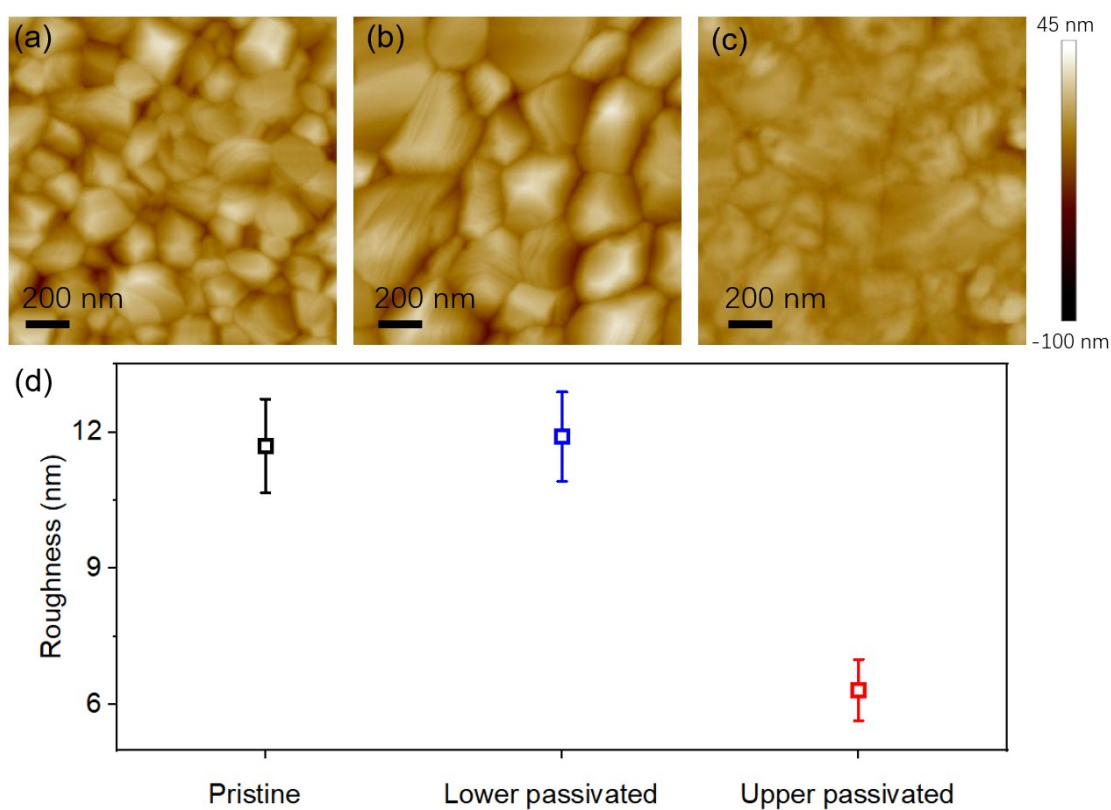 (a)
(b)
(c)
45 nm
200 nm
200 nm
200 nm
-100 nm
(d)
12
9
6
Roughness (nm)
Pristine
Lower passivated
Upper passivated